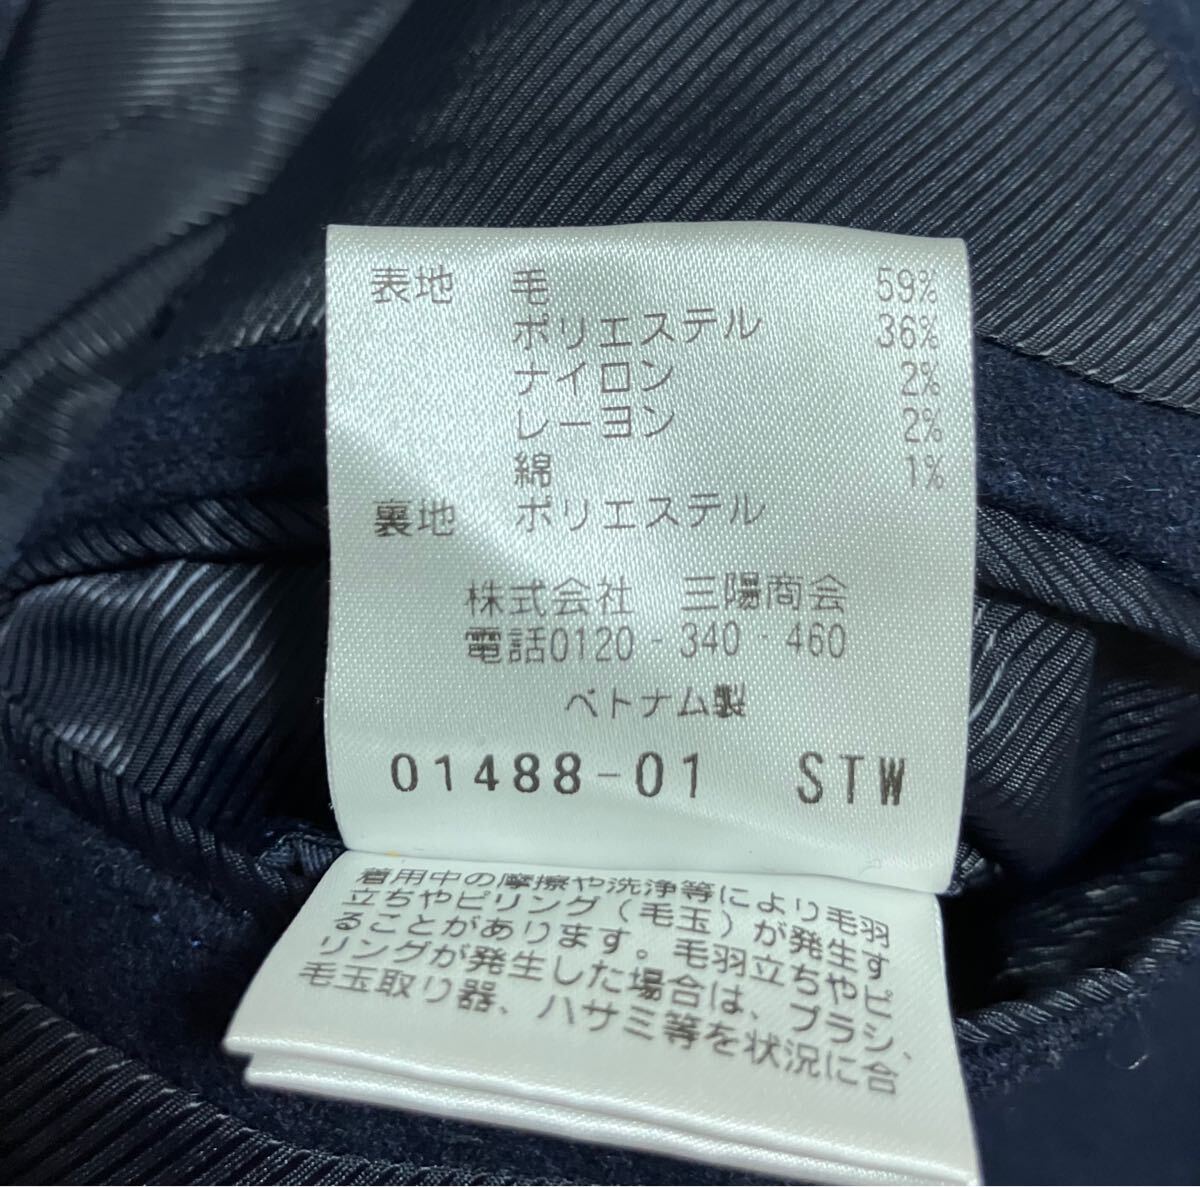 表地 毛 59%
ポリエステル 36%
ナイロン 2%
レーヨン 2%
綿 1%
裏地 ポリエステル
株式会社 三陽商会
電話0120-340-460
ベトナム製
01488-01 STW
着用中の摩擦や洗浄等により毛羽
立ちやピリング（毛玉）が発生す
ることがあります。毛羽立ちやピ
リングが発生した場合は、ブラシ、
毛玉取り器、ハサミ等を状況に合